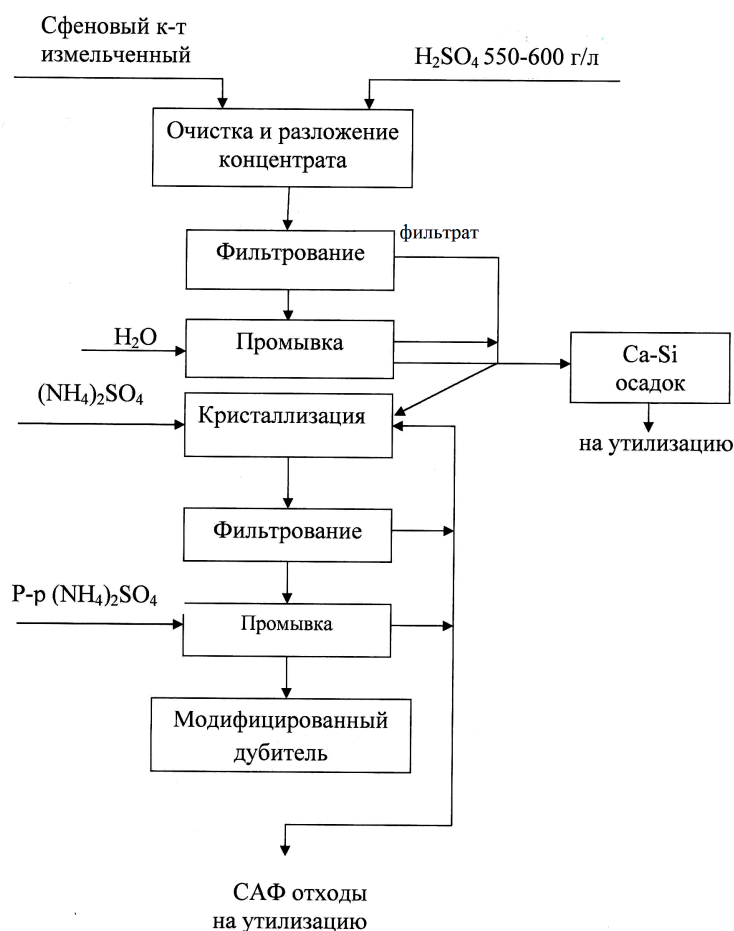 Сфеновый к-т
измельченный
H₂SO₄ 550-600 г/л
Очистка и разложение
концентрата
Фильтрование
фильтрат
H₂O
Промывка
Ca-Si
осадок
на утилизацию
(NH₄)₂SO₄
Кристаллизация
Фильтрование
Р-р (NH₄)₂SO₄
Промывка
Модифицированный
дубитель
САФ отходы
на утилизацию